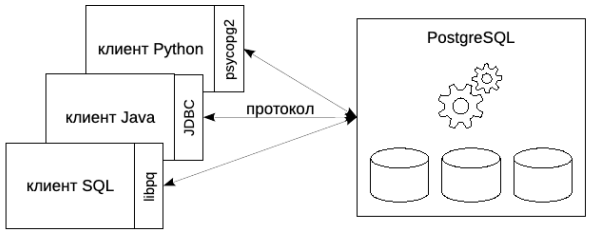 клиент Python
psycopg2
PostgreSQL
клиент Java
JDBC
протокол
клиент SQL
libpq